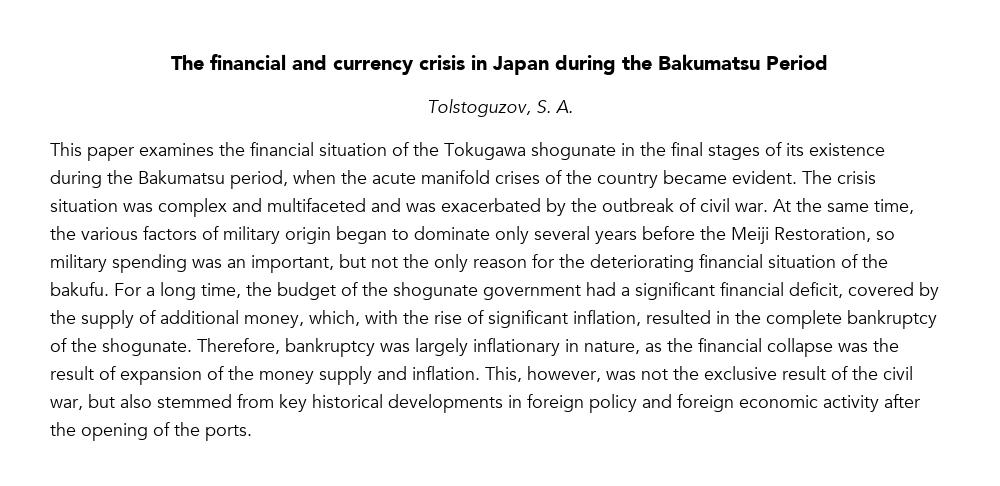 The financial and currency crisis in Japan during the Bakumatsu Period
Tolstoguzov, S. A.
This paper examines the financial situation of the Tokugawa shogunate in the final stages of its existence
during the Bakumatsu period, when the acute manifold crises of the country became evident. The crisis
situation was complex and multifaceted and was exacerbated by the outbreak of civil war. At the same time,
the various factors of military origin began to dominate only several years before the Meiji Restoration, so
military spending was an important, but not the only reason for the deteriorating financial situation of the
bakufu. For a long time, the budget of the shogunate government had a significant financial deficit, covered by
the supply of additional money, which, with the rise of significant inflation, resulted in the complete bankruptcy
of the shogunate. Therefore, bankruptcy was largely inflationary in nature, as the financial collapse was the
result of expansion of the money supply and inflation. This, however, was not the exclusive result of the civil
war, but also stemmed from key historical developments in foreign policy and foreign economic activity after
the opening of the ports.